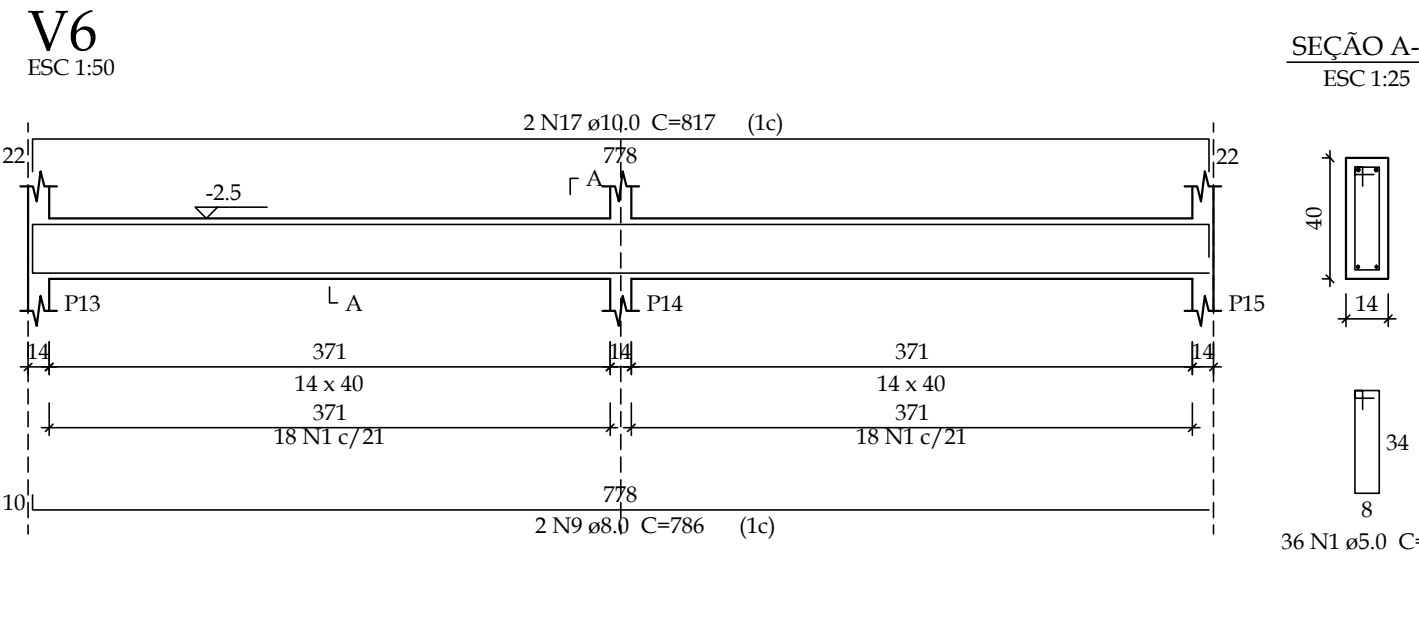 V6
ESC 1:50
SEÇÃO A-
ESC 1:25
2 N17 ø10.0 C=817 (1c)
22
778
22
A
-2.5
40
A
P13
P14
P15
14
14
371
14
371
14
14 x 40
14 x 40
371
371
18 N1 c/21
18 N1 c/21
34
10
778
8
2 N9 ø8.0 C=786 (1c)
36 N1 ø5.0 C=